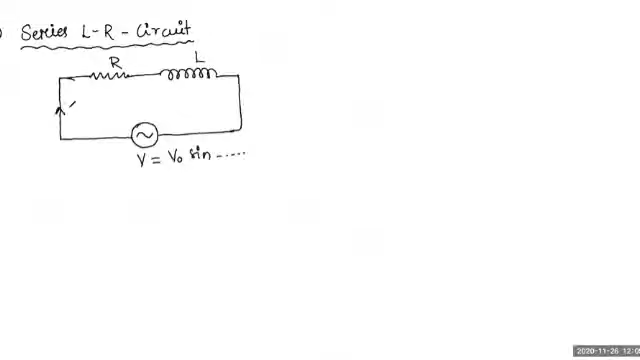 ) Series L-R-Circuit
R L
V = V₀ sin ......
2020-11-26 12:0